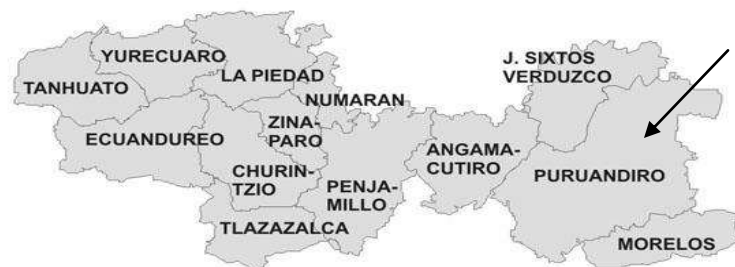 YURECUARO
TANHUATO
LA PIEDAD
NUMARAN
J. SIXTOS
VERDUZCO
ECUANDUREO
ZINA-
PARO
CHURIN-
TZIO
PENJA-
MILLO
ANGAMA-
CUTIRO
PURUANDIRO
TLAZAZALCA
MORELOS